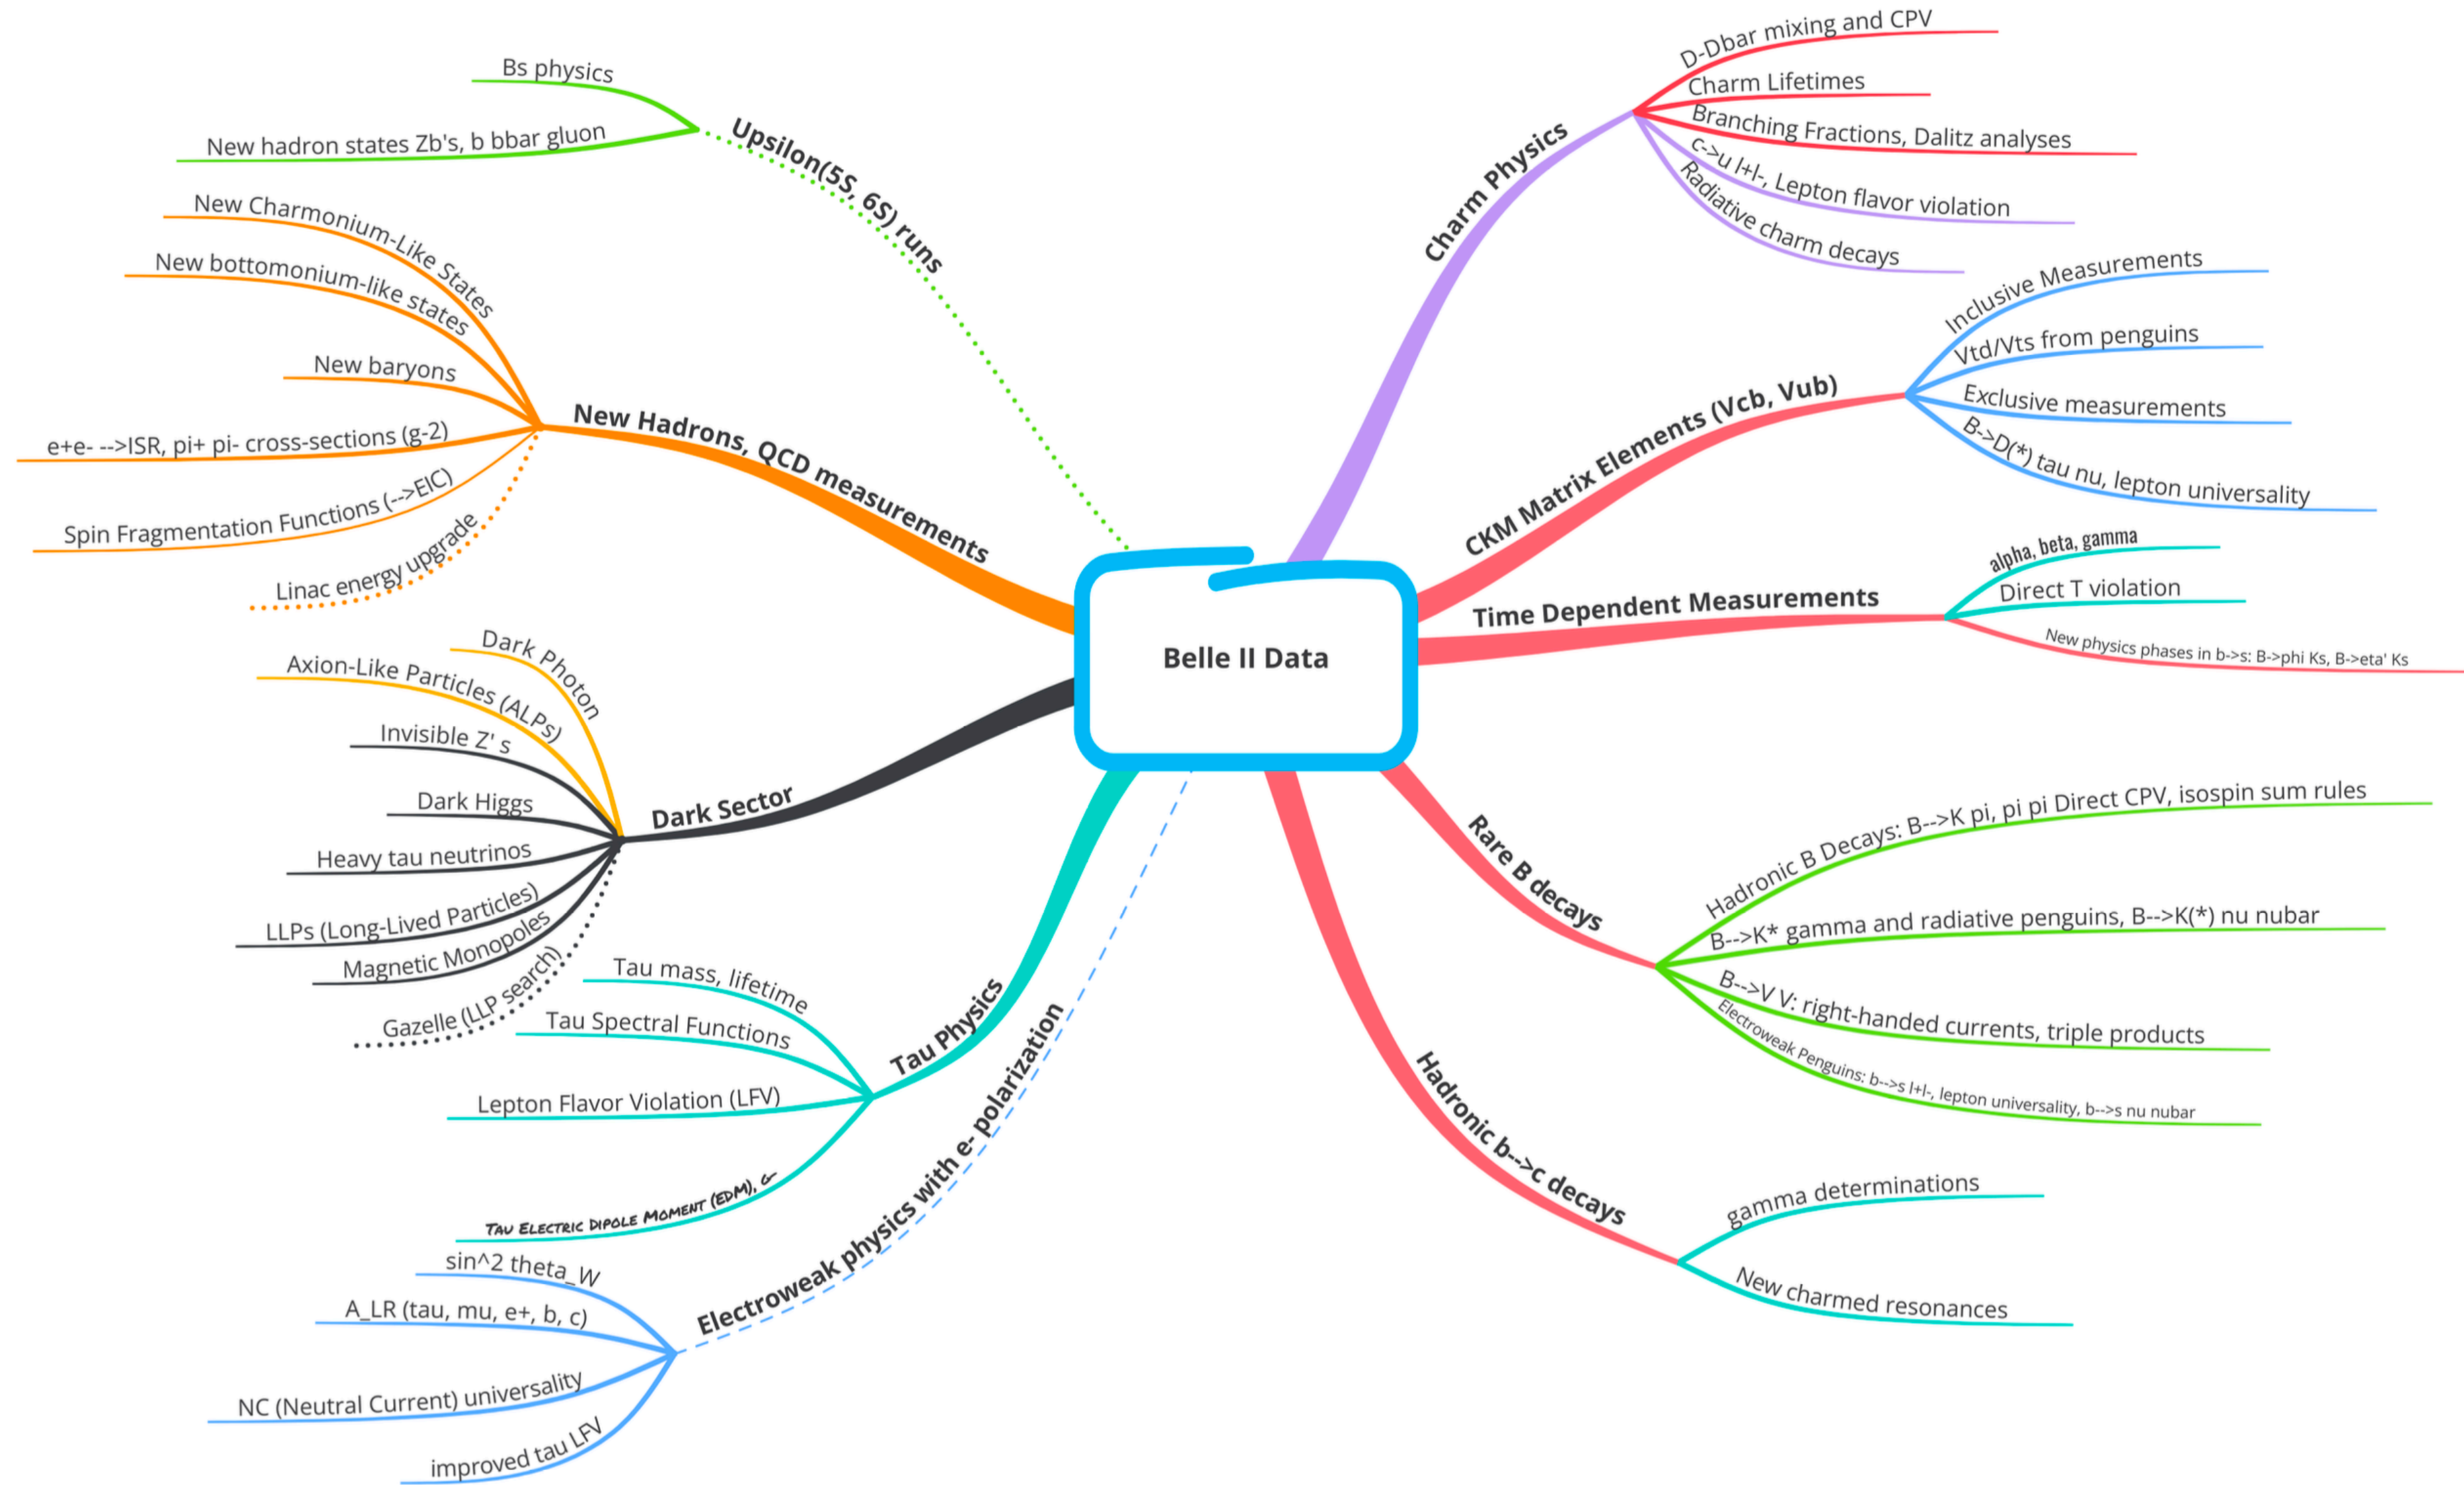 Belle II Data
Charm Physics
D-Dbar mixing and CPV
Charm Lifetimes
Branching Fractions, Dalitz analyses
c->u l+l-, Lepton flavor violation
Radiative charm decays
CKM Matrix Elements (Vcb, Vub)
Inclusive Measurements
Vtd/Vts from penguins
Exclusive measurements
B->D(*) tau nu, lepton universality
Time Dependent Measurements
alpha, beta, gamma
Direct T violation
New physics phases in b->s: B->phi Ks, B->eta' Ks
Rare B decays
Hadronic B Decays: B-->K pi, pi pi Direct CPV, isospin sum rules
B-->K* gamma and radiative penguins, B-->K(*) nu nubar
B-->V V: right-handed currents, triple products
Electroweak Penguins: b-->s l+l-, lepton universality, b-->s nu nubar
Hadronic b-->c decays
gamma determinations
New charmed resonances
Upsilon(5S, 6S) runs
Bs physics
New hadron states Zb's, b bbar gluon
New Hadrons, QCD measurements
New Charmonium-Like States
New bottomonium-like states
New baryons
e+e- -->ISR, pi+ pi- cross-sections (g-2)
Spin Fragmentation Functions (-->EIC)
Linac energy upgrade
Dark Sector
Dark Photon
Axion-Like Particles (ALPs)
Invisible Z' s
Dark Higgs
Heavy tau neutrinos
LLPs (Long-Lived Particles)
Magnetic Monopoles
Gazelle (LLP search)
Tau Physics
Tau mass, lifetime
Tau Spectral Functions
Lepton Flavor Violation (LFV)
Tau Electric Dipole Moment (EDM), g-
Electroweak physics with e- polarization
sin^2 theta_W
A_LR (tau, mu, e+, b, c)
NC (Neutral Current) universality
improved tau LFV